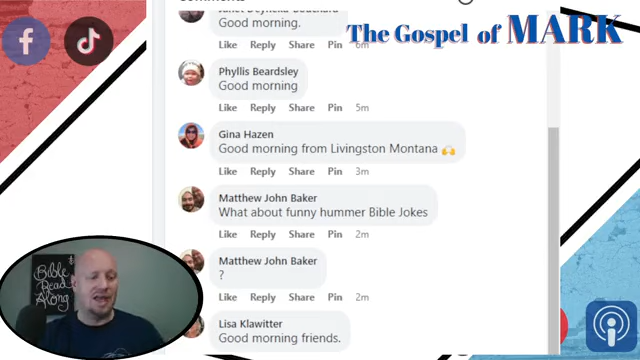 Good morning.
Like Reply Share Pin 6m
The Gospel of MARK
Phyllis Beardsley
Good morning
Like Reply Share Pin 5m
Gina Hazen
Good morning from Livingston Montana 🙌
Like Reply Share Pin 3m
Matthew John Baker
What about funny hummer Bible Jokes
Like Reply Share Pin 2m
Matthew John Baker
?
Like Reply Share Pin 2m
Lisa Klawitter
Good morning friends.
Bible
Read
Along